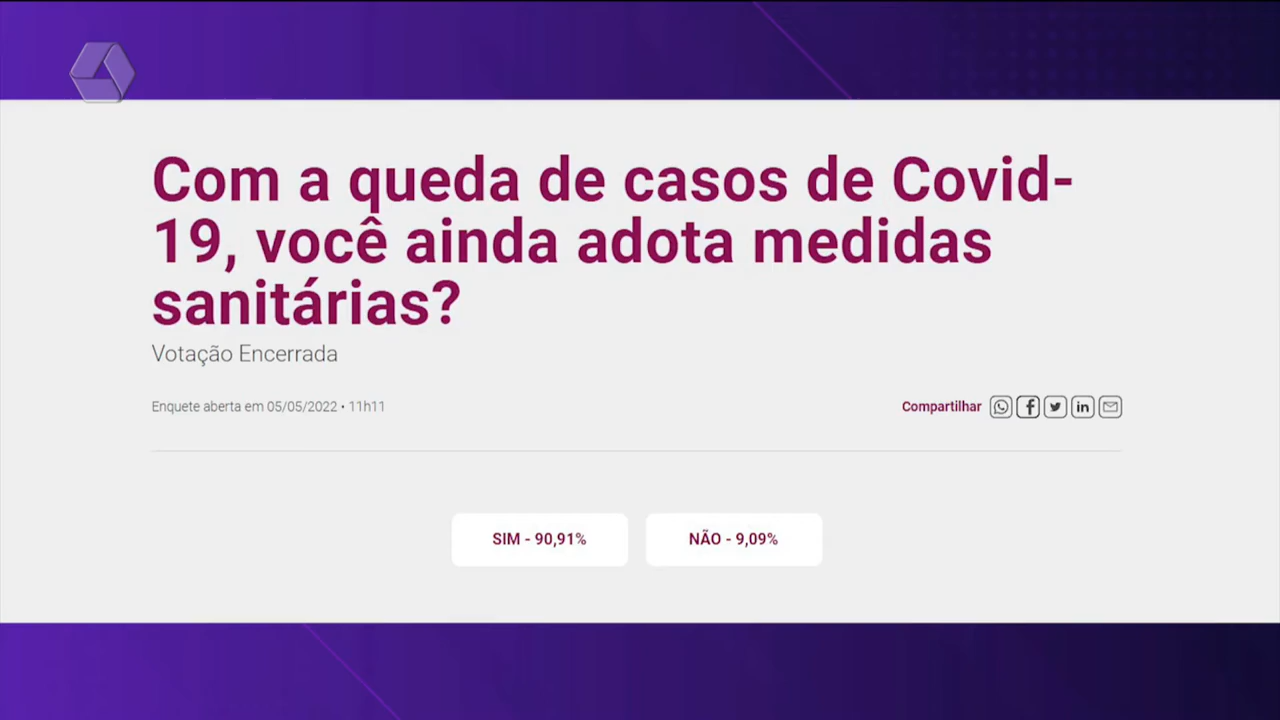 Com a queda de casos de Covid-
19, você ainda adota medidas
sanitárias?
Votação Encerrada
Enquete aberta em 05/05/2022 • 11h11
Compartilhar
in
SIM - 90,91%
NÃO - 9,09%